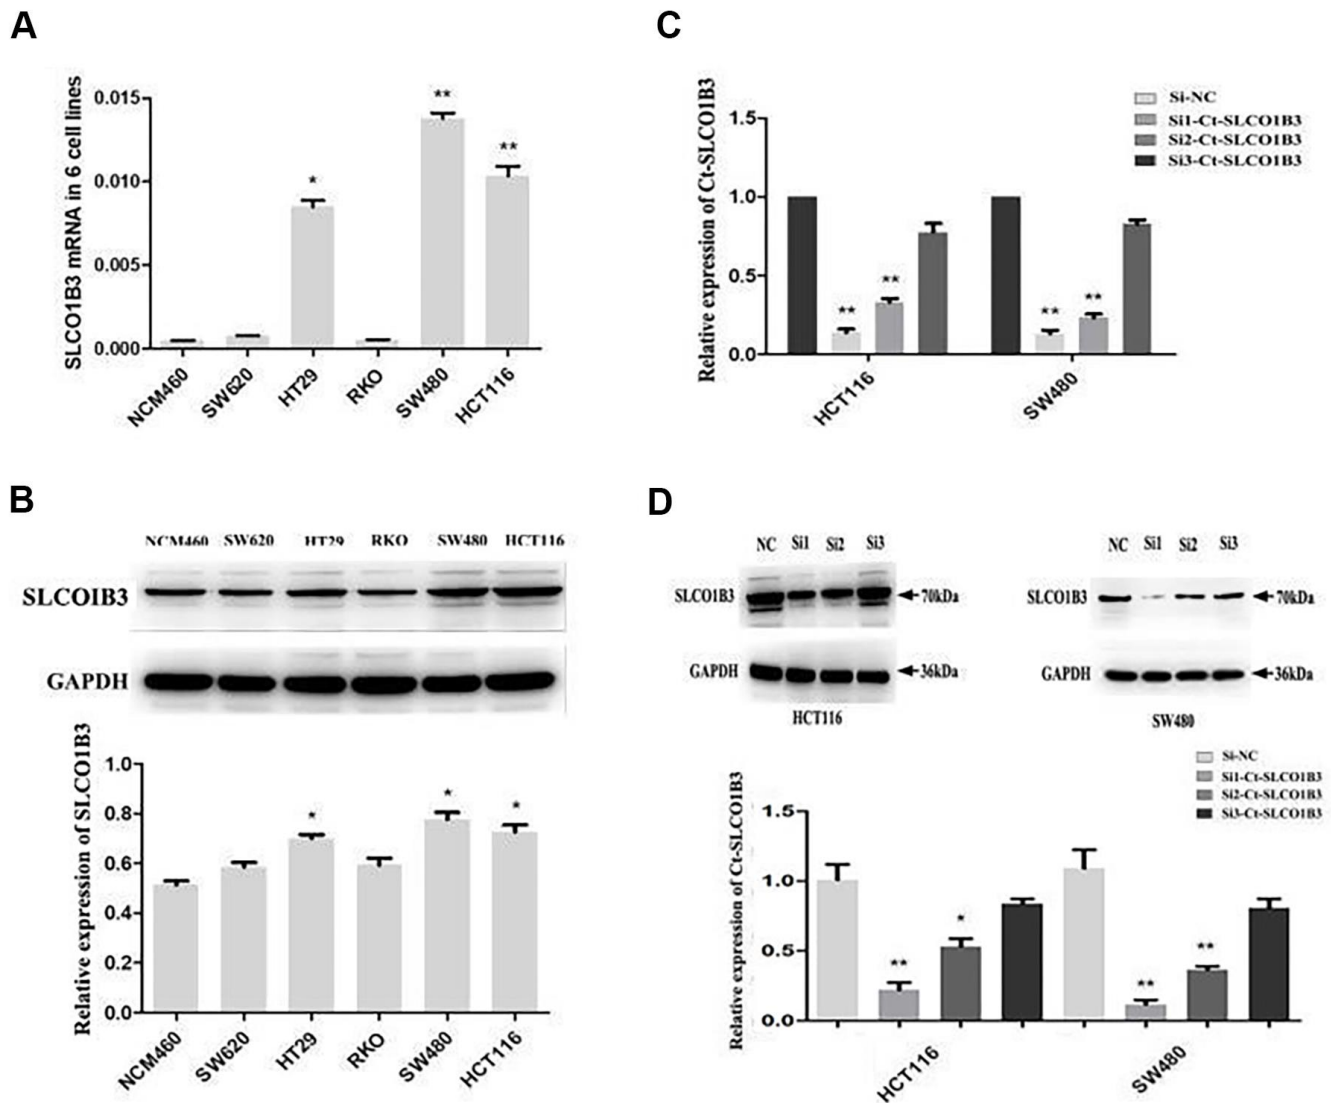 A
SLCO1B3 mRNA in 6 cell lines
0.015
0.010
0.005
0.000
*
**
**
NCM460
SW620
HT29
RKO
SW480
HCT116
C
Relative expression of Ct-SLCO1B3
1.5
1.0
0.5
0.0
Si-NC
Si1-Ct-SLCO1B3
Si2-Ct-SLCO1B3
Si3-Ct-SLCO1B3
**
**
**
**
HCT116
SW480
B
NCM460 SW620 HT29 RKO SW480 HCT116
SLCOIB3
GAPDH
Relative expression of SLCO1B3
1.0
0.8
0.6
0.4
0.2
0.0
*
*
*
NCM460
SW620
HT29
RKO
SW480
HCT116
D
NC Si1 Si2 Si3
SLCO1B3
70kDa
GAPDH
36kDa
HCT116
NC Si1 Si2 Si3
SLCO1B3
70kDa
GAPDH
36kDa
SW480
Si-NC
Si1-Ct-SLCO1B3
Si2-Ct-SLCO1B3
Si3-Ct-SLCO1B3
Relative expression of Ct-SLCO1B3
1.5
1.0
0.5
0.0
**
*
**
**
HCT116
SW480